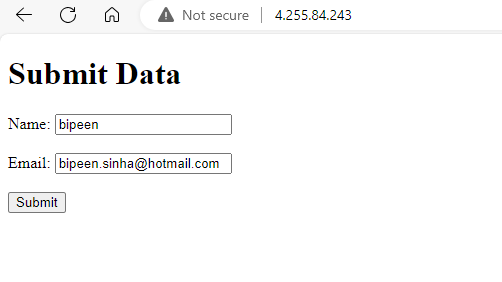 Not secure | 4.255.84.243
Submit Data
Name: bipeen
Email: bipeen.sinha@hotmail.com
Submit